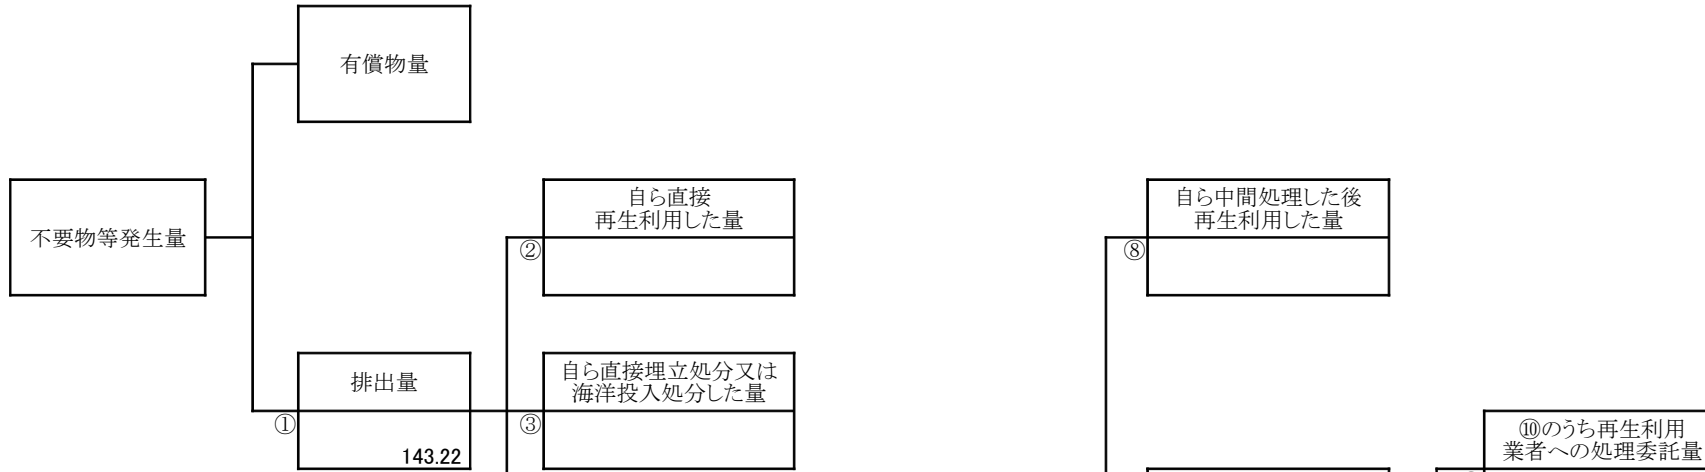 有償物量
不要物等発生量
自ら直接
再生利用した量
②
自ら中間処理した後
再生利用した量
⑧
排出量
①
143.22
自ら直接埋立処分又は
海洋投入処分した量
③
⑩のうち再生利用
業者への処理委託量